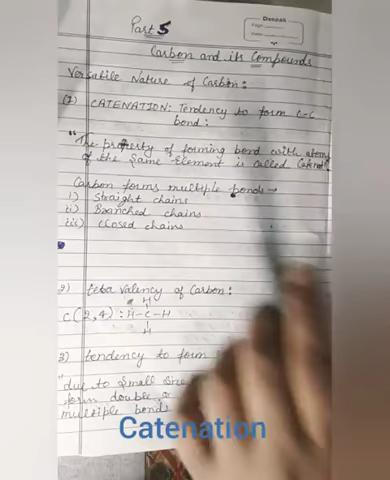 Part 5
Deepak
Page
Date
Carbon and its Compounds
Versatile Nature of Carbon:
(1) CATENATION: Tendency to form C-C
bond:
"The property of forming bond with atoms
of the same Element is called
Carbon forms multiple bonds →
i) Straight chains
ii) Branched chains
iii) Closed chains
2) tetra valency of Carbon:
H
C(2,4) : H-C-H
H
3) tendency to form
"due to Small Size
form double
multiple bonds
Catenation